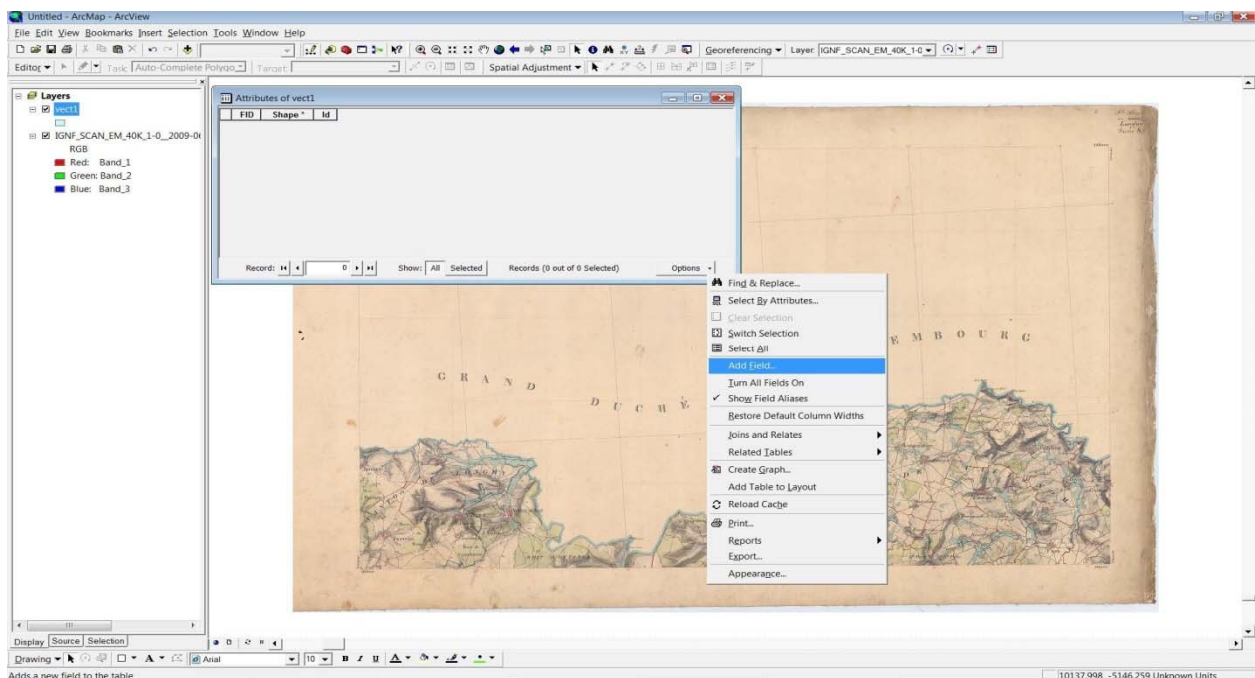 Untitled - ArcMap - ArcView
File Edit View Bookmarks Insert Selection Tools Window Help
Georeferencing Layer: IGNF_SCAN_EM_40K_1-0
Editor Task: Auto-Complete Polygo Target:
Spatial Adjustment
Layers
vect1
IGNF_SCAN_EM_40K_1-0__2009-0
RGB
Red: Band_1
Green: Band_2
Blue: Band_3
Attributes of vect1
FID Shape * Id
Record: 0 Show: All Selected Records (0 out of 0 Selected) Options
Find & Replace...
Select By Attributes...
Clear Selection
Switch Selection
Select All
Add Field...
Turn All Fields On
Show Field Aliases
Restore Default Column Widths
Joins and Relates
Related Tables
Create Graph...
Add Table to Layout
Reload Cache
Print...
Reports
Export...
Appearance...
GRAND DUCHÉ
EMBOURG
Display Source Selection
Drawing Arial 10 B I U A
Adds a new field to the table
10137,998 -5146,259 Unknown Units